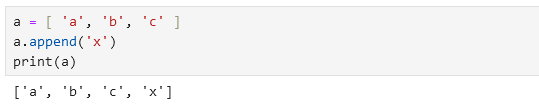 a = [ 'a', 'b', 'c' ]
a.append('x')
print(a)
['a', 'b', 'c', 'x']